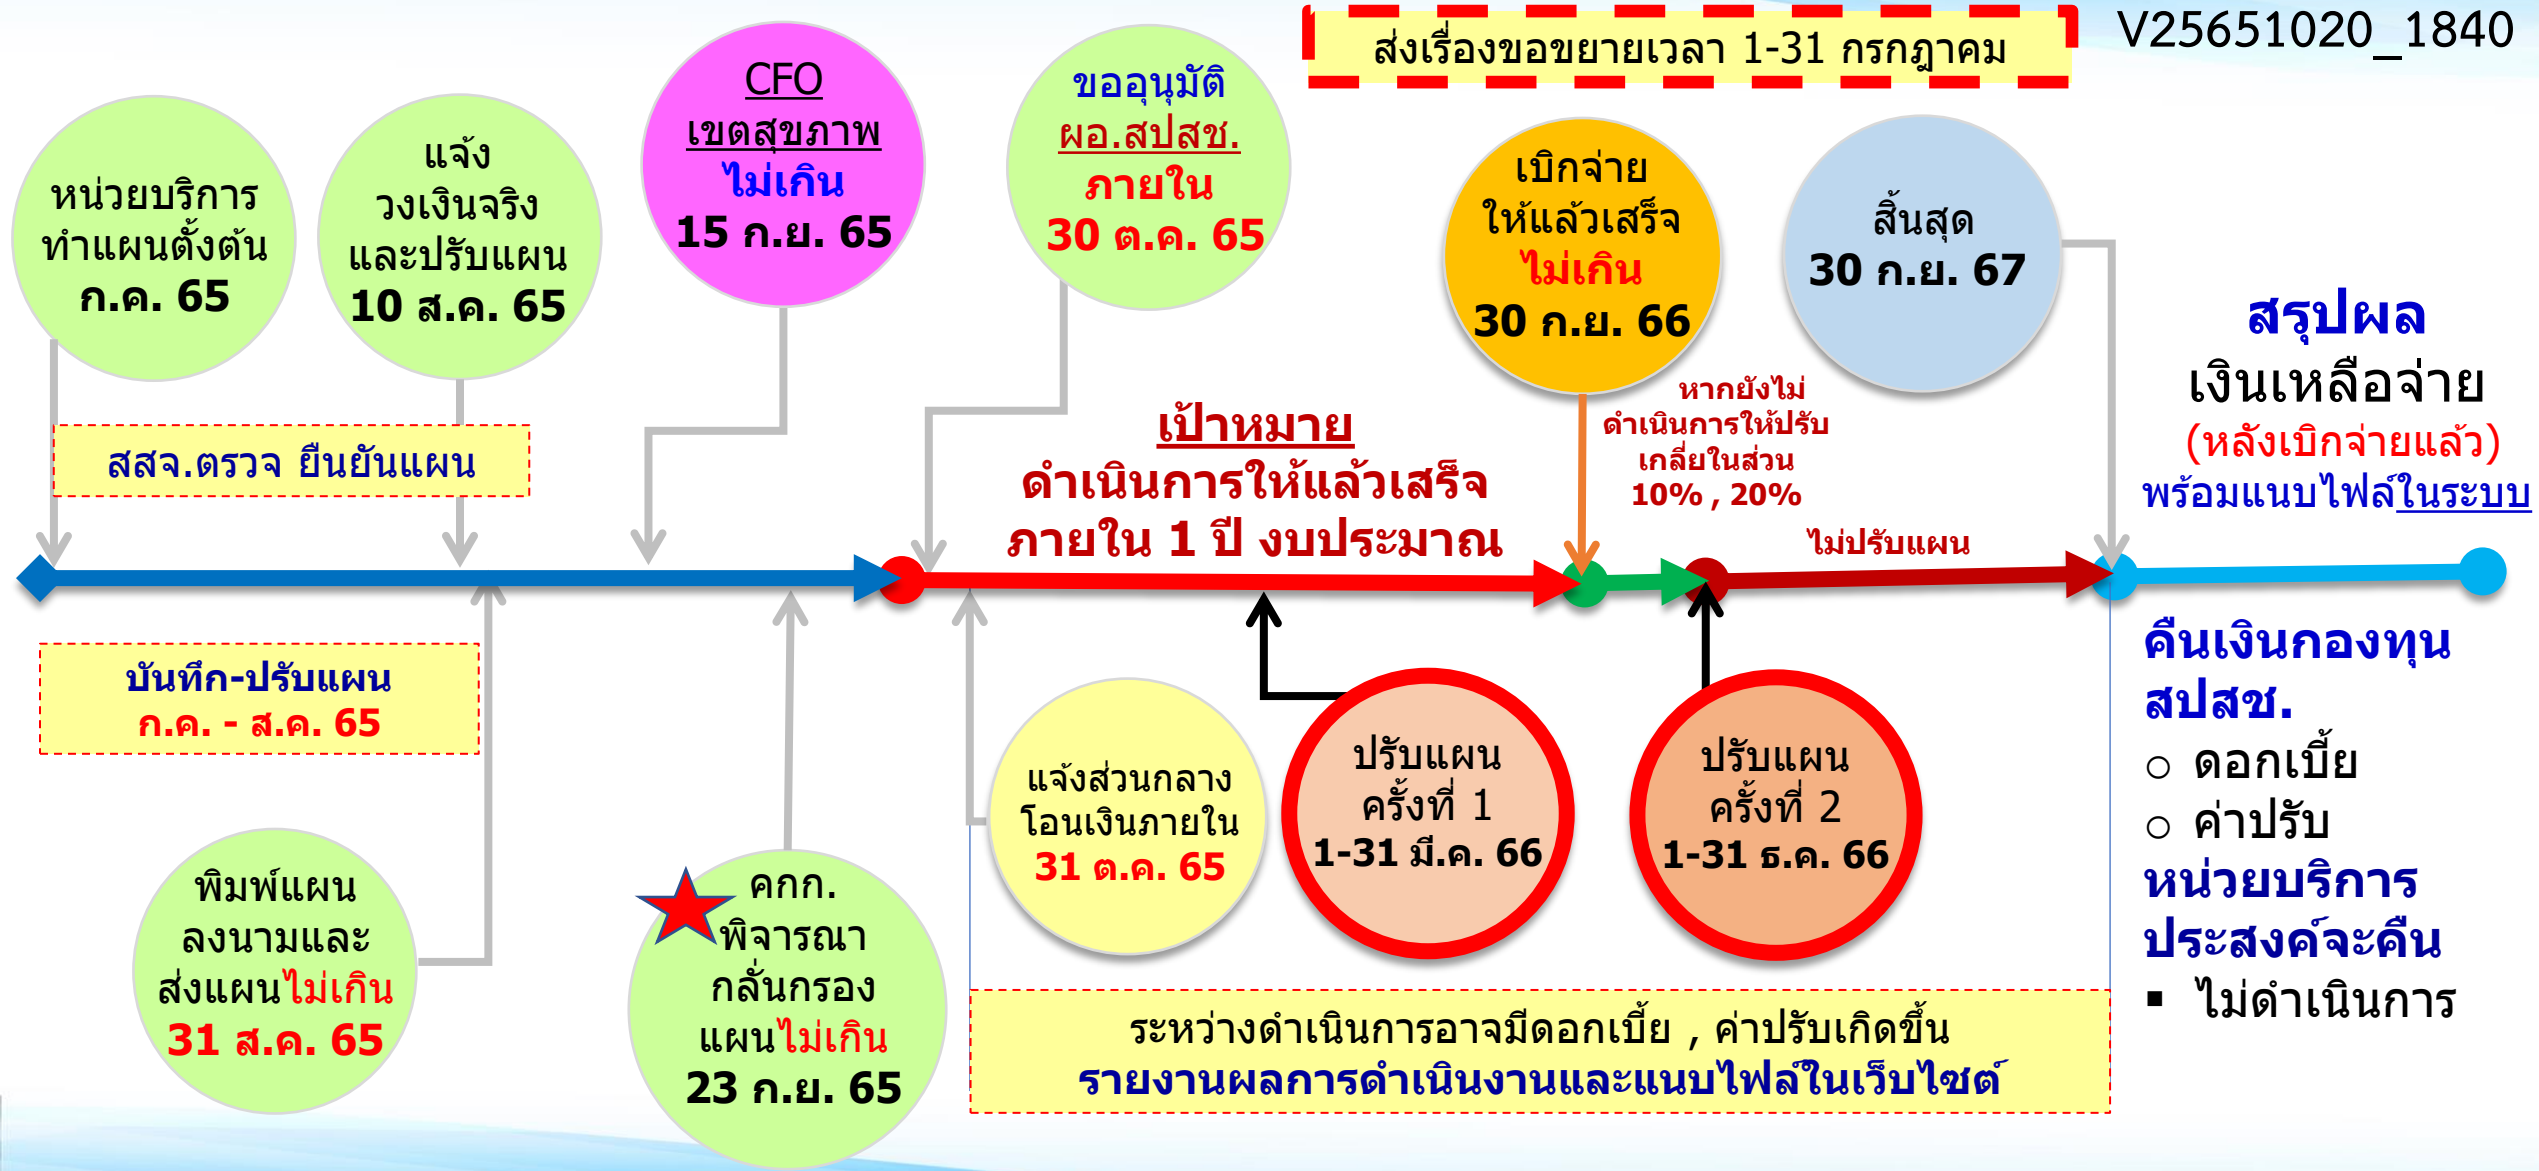 V25651020_1840
ส่งเรื่องขอขยายเวลา 1-31 กรกฎาคม
หน่วยบริการ
ทำแผนตั้งต้น
ก.ค. 65
แจ้ง
วงเงินจริง
และปรับแผน
10 ส.ค. 65
CFO
เขตสุขภาพ
ไม่เกิน
15 ก.ย. 65
ขออนุมัติ
ผอ.สปสช.
ภายใน
30 ต.ค. 65
เบิกจ่าย
ให้แล้วเสร็จ
ไม่เกิน
30 ก.ย. 66
สิ้นสุด
30 ก.ย. 67
สรุปผล
เงินเหลือจ่าย
(หลังเบิกจ่ายแล้ว)
พร้อมแนบไฟล์ในระบบ
สสจ.ตรวจ ยืนยันแผน
เป้าหมาย
ดำเนินการให้แล้วเสร็จ
ภายใน 1 ปี งบประมาณ
หากยังไม่
ดำเนินการให้ปรับ
เกลี่ยในส่วน
10% , 20%
ไม่ปรับแผน
บันทึก-ปรับแผน
ก.ค. - ส.ค. 65
พิมพ์แผน
ลงนามและ
ส่งแผนไม่เกิน
31 ส.ค. 65
คกก.
พิจารณา
กลั่นกรอง
แผนไม่เกิน
23 ก.ย. 65
แจ้งส่วนกลาง
โอนเงินภายใน
31 ต.ค. 65
ปรับแผน
ครั้งที่ 1
1-31 มี.ค. 66
ปรับแผน
ครั้งที่ 2
1-31 ธ.ค. 66
ระหว่างดำเนินการอาจมีดอกเบี้ย , ค่าปรับเกิดขึ้น
รายงานผลการดำเนินงานและแนบไฟล์ในเว็บไซต์
คืนเงินกองทุน
สปสช.
○ ดอกเบี้ย
○ ค่าปรับ
หน่วยบริการ
ประสงค์จะคืน
▪ ไม่ดำเนินการ